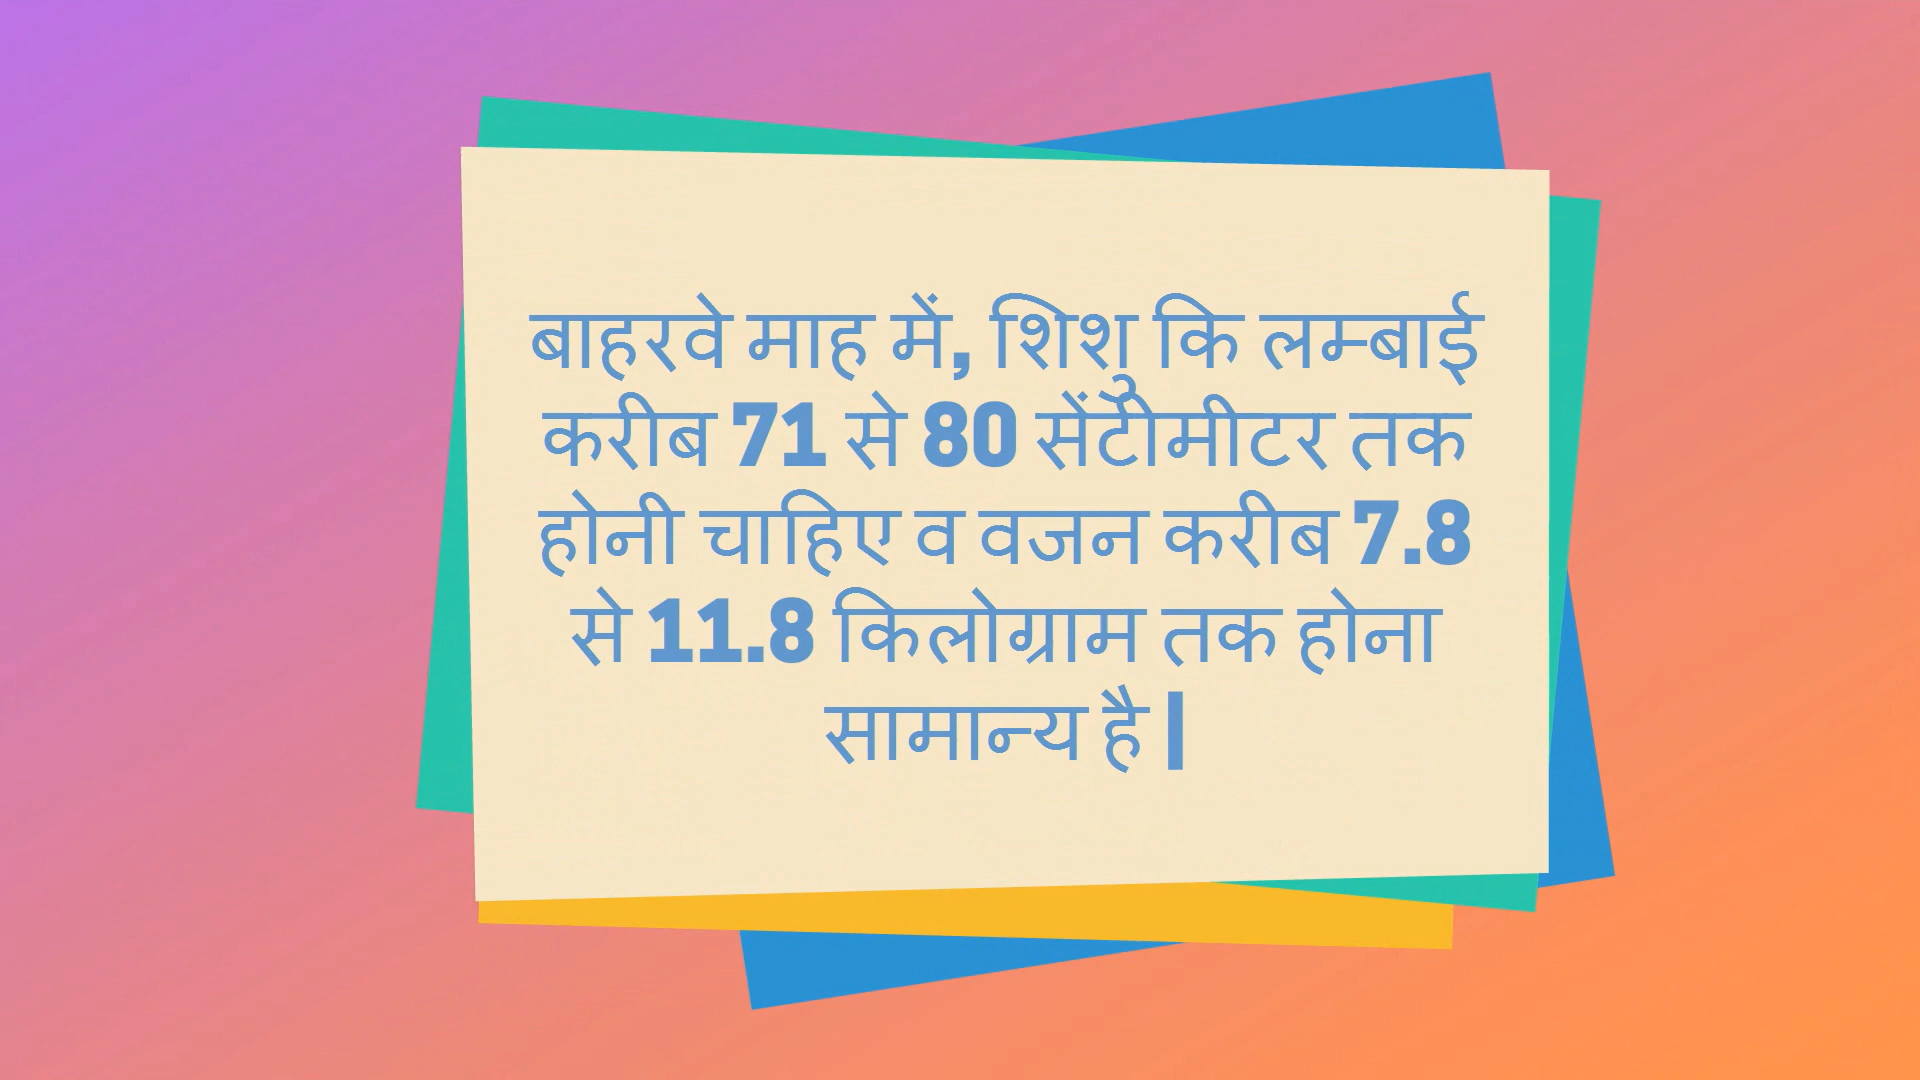 बाहरवे माह में, शिशु कि लम्बाई
करीब 71 से 80 सेंटीमीटर तक
होनी चाहिए व वजन करीब 7.8
से 11.8 किलोग्राम तक होना
सामान्य है |